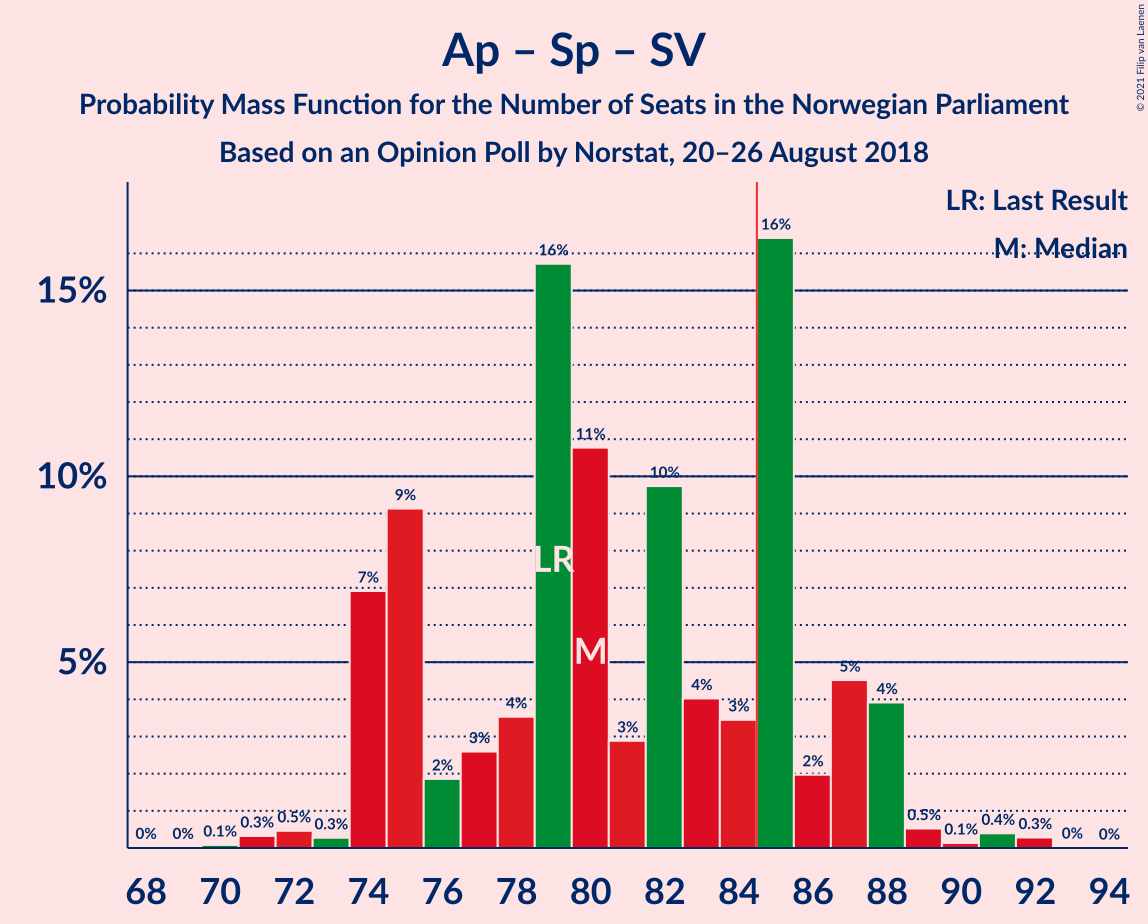 Ap – Sp – SV
Probability Mass Function for the Number of Seats in the Norwegian Parliament
Based on an Opinion Poll by Norstat, 20–26 August 2018
© 2021 Filip van Laenen
LR: Last Result
M: Median
15%
10%
5%
0% 0% 0.1% 0.3% 0.5% 0.3% 7% 9% 2% 3% 4% 16% 11% 3% 10% 4% 3% 16% 2% 5% 4% 0.5% 0.1% 0.4% 0.3% 0% 0%
LR
M
68 70 72 74 76 78 80 82 84 86 88 90 92 94